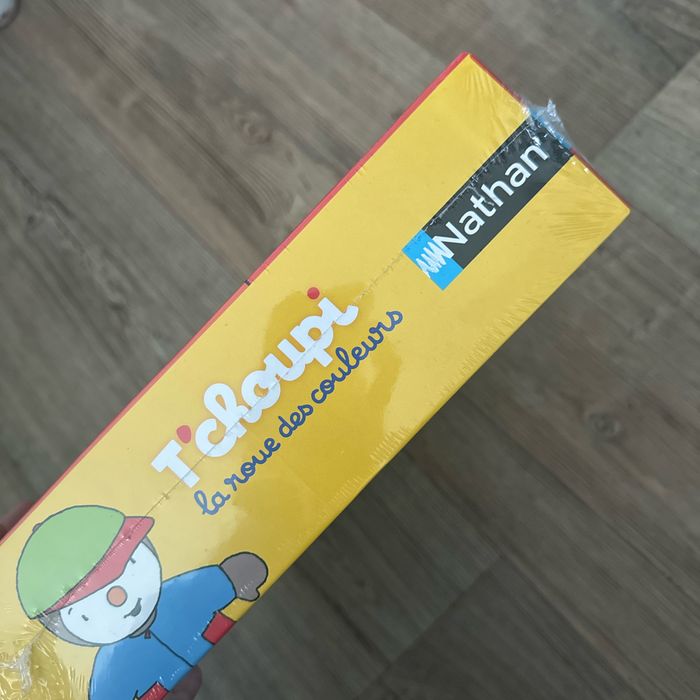 T'choupi
la roue des couleurs
Nathan